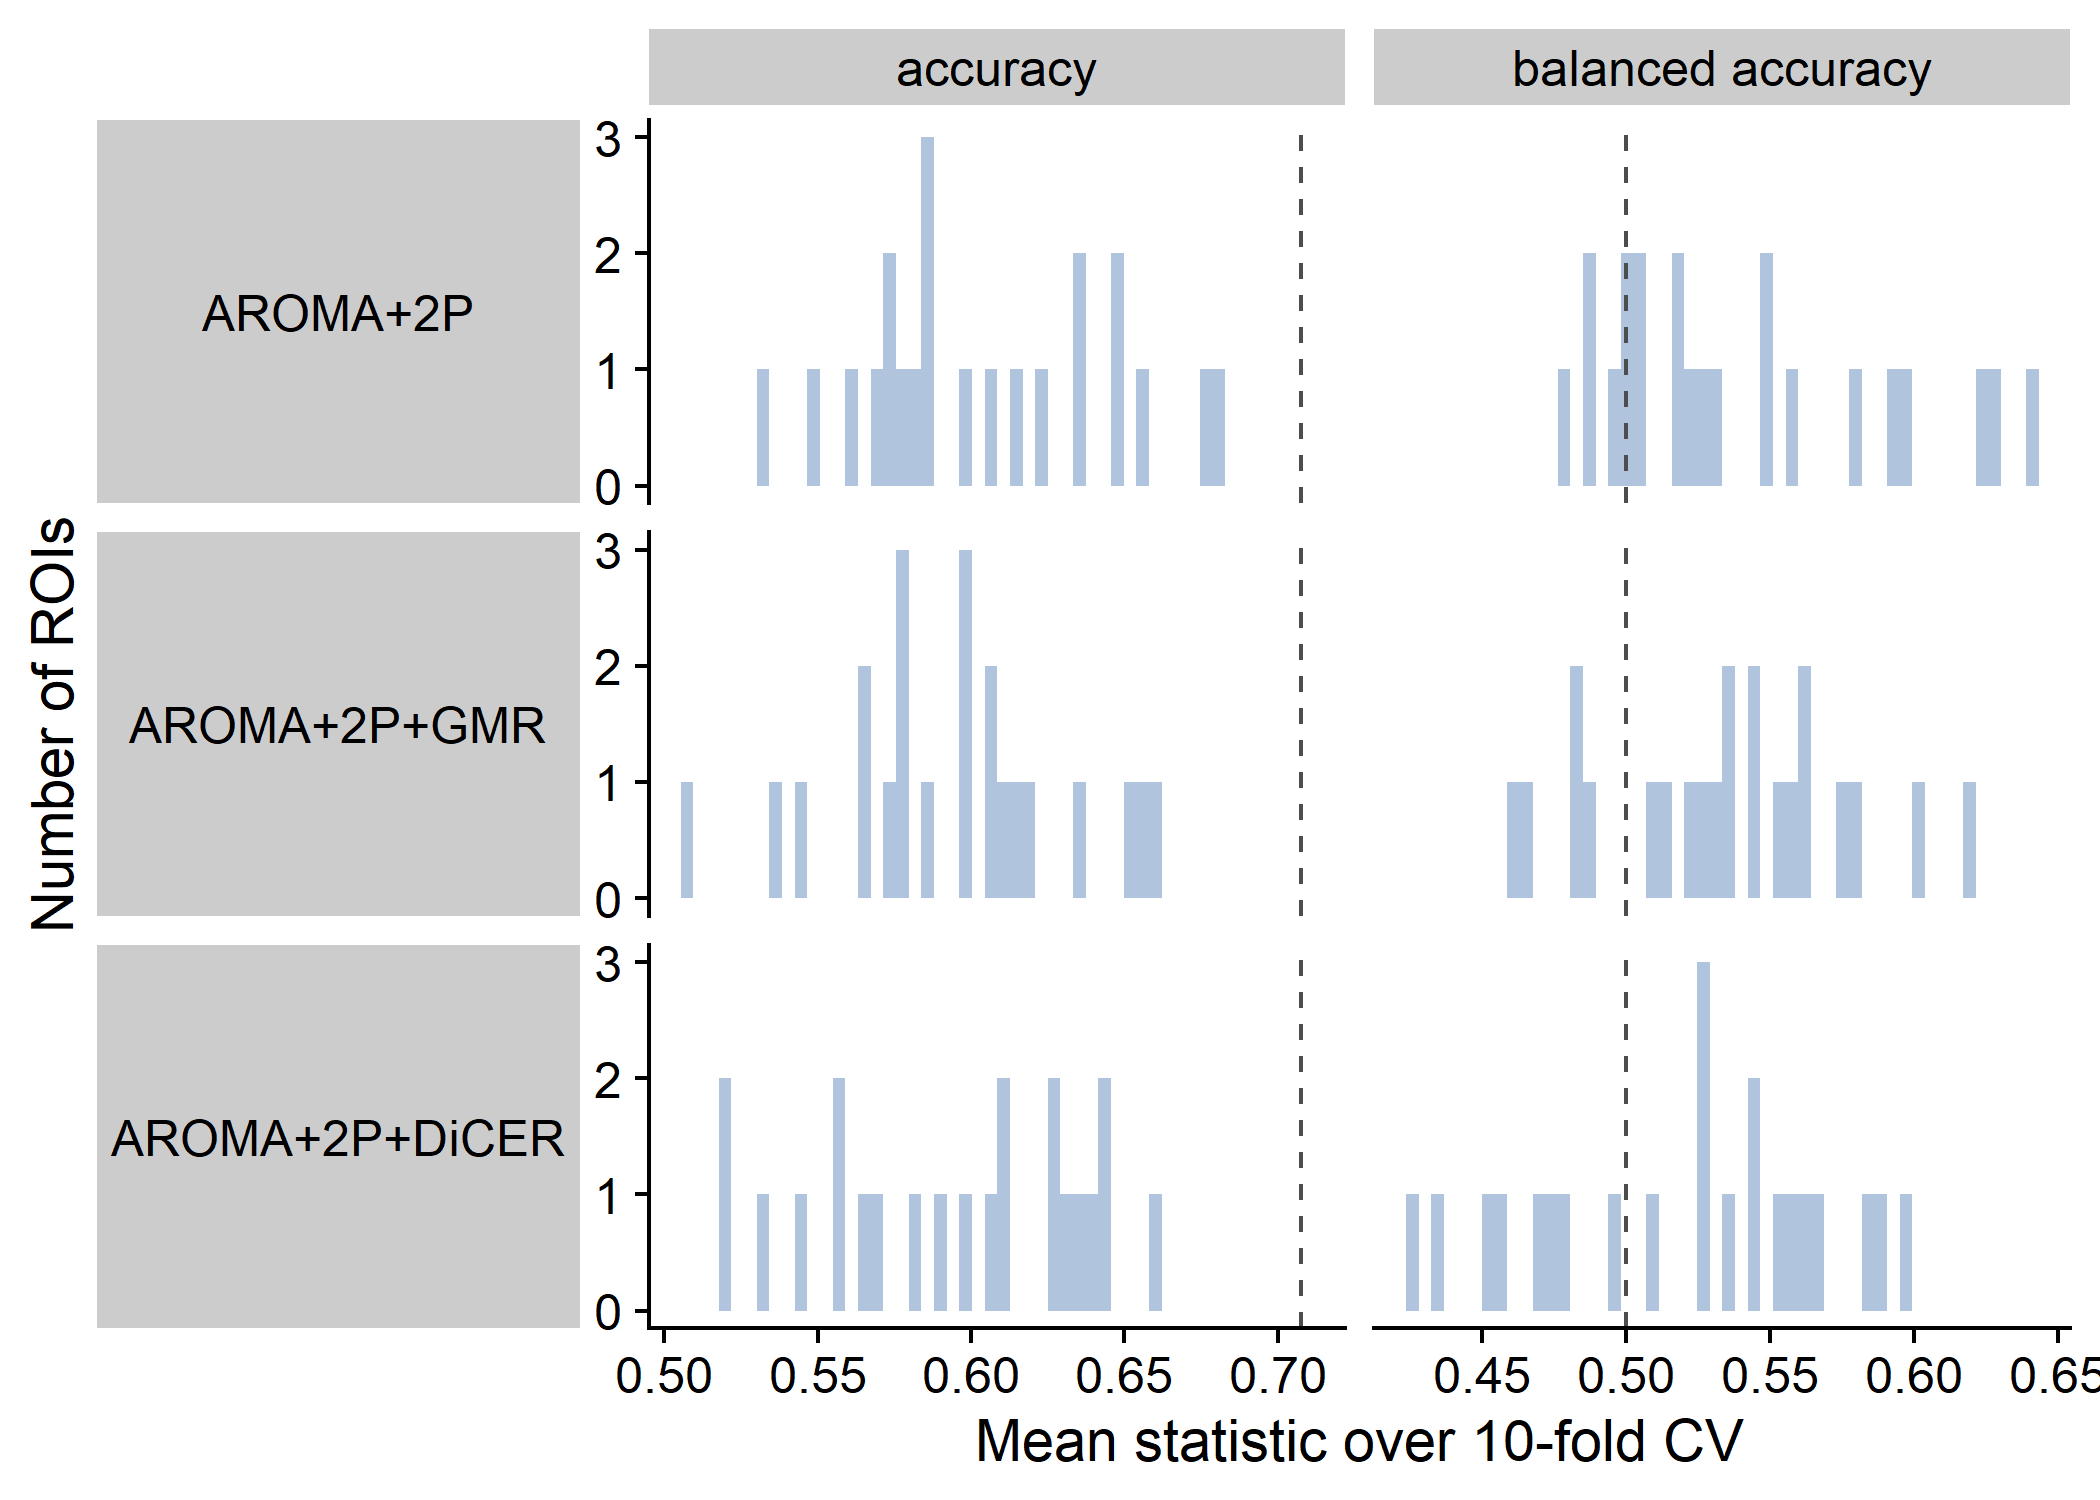 accuracy
balanced accuracy
Number of ROIs
AROMA+2P
3
2
1
0
AROMA+2P+GMR
3
2
1
0
AROMA+2P+DiCER
3
2
1
0
0.50 0.55 0.60 0.65 0.70
0.45 0.50 0.55 0.60 0.65
Mean statistic over 10-fold CV